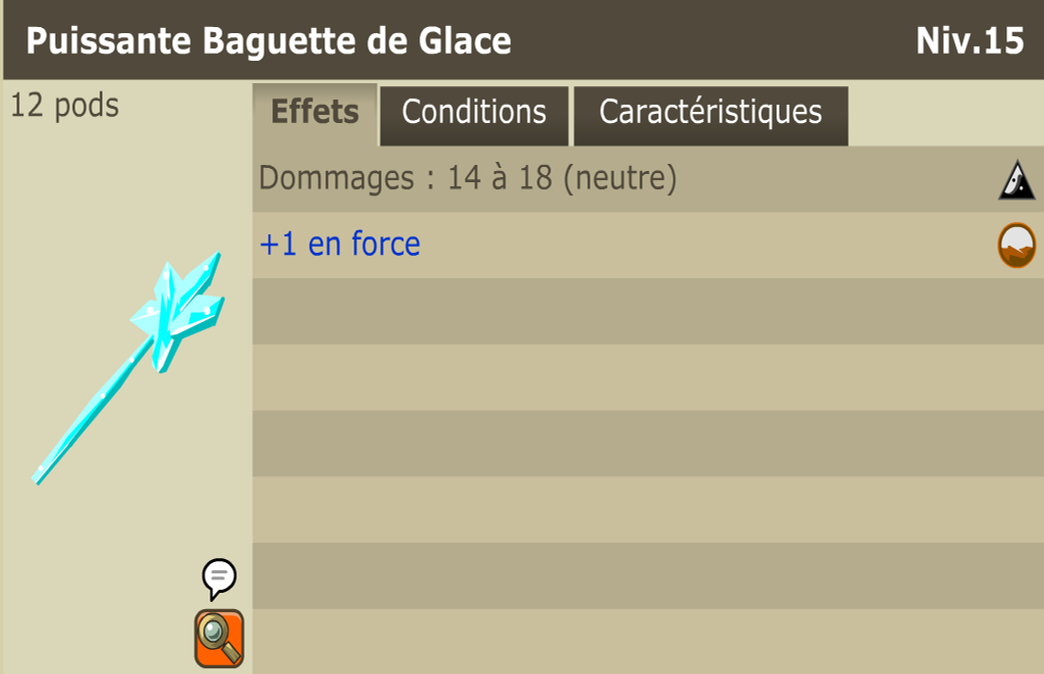 Puissante Baguette de Glace Niv.15
12 pods
Effets Conditions Caractéristiques
Dommages : 14 à 18 (neutre)
+1 en force